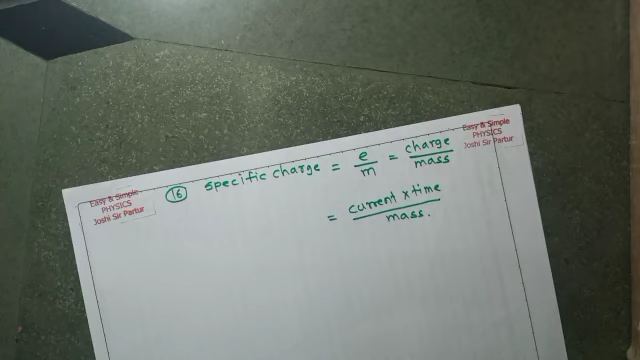 Easy & Simple
PHYSICS
Joshi Sir Partur
16 specific charge = e/m = charge/mass
= current x time/mass.
Easy & Simple
PHYSICS
Joshi Sir Partur